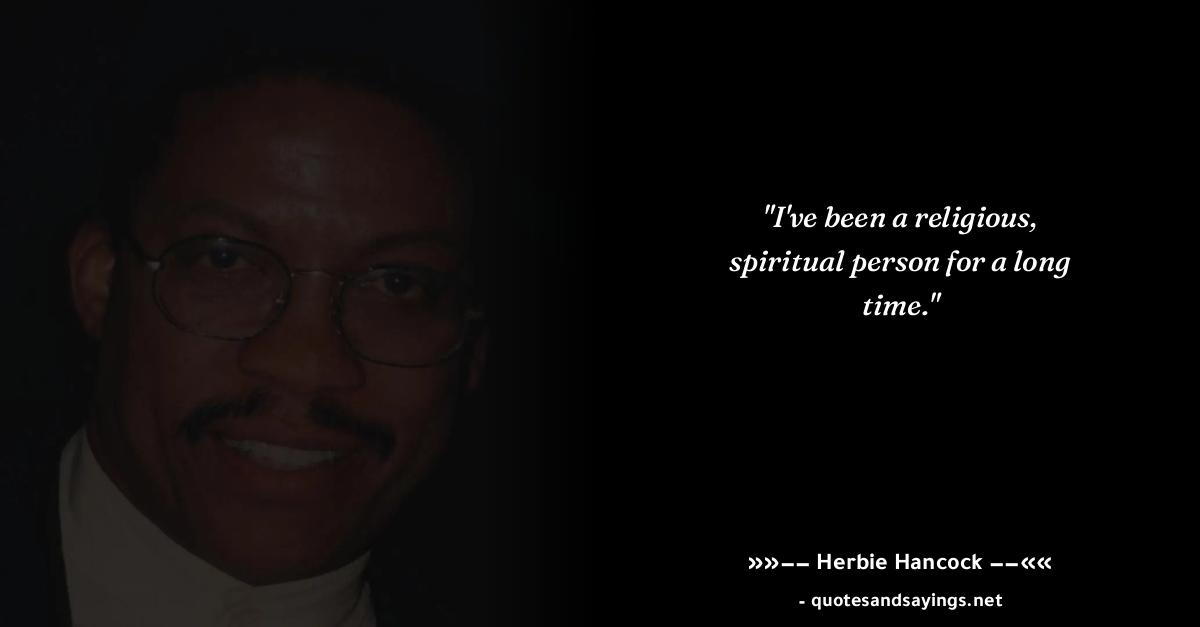 "I've been a religious,
spiritual person for a long
time."
»»−− Herbie Hancock −−««
- quotesandsayings.net